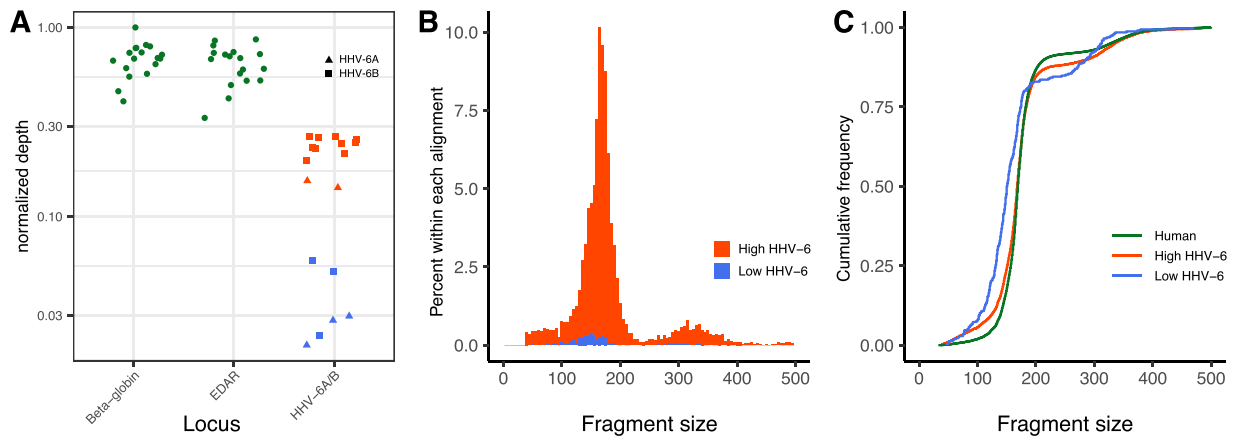 A
normalized depth
1.00
0.30
0.10
0.03
HHV-6A
HHV-6B
Beta-globin
EDAR
HHV-6A/B
Locus
B
Percent within each alignment
10.0
7.5
5.0
2.5
0.0
High HHV-6
Low HHV-6
0 100 200 300 400 500
Fragment size
C
Cumulative frequency
1.00
0.75
0.50
0.25
0.00
Human
High HHV-6
Low HHV-6
0 100 200 300 400 500
Fragment size